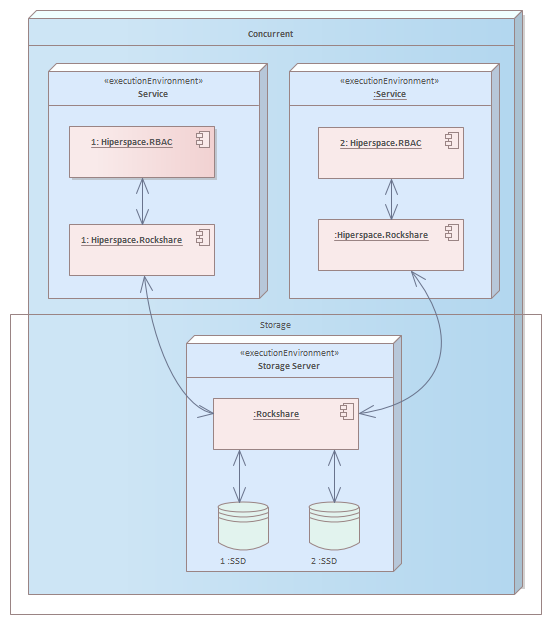 Concurrent
«executionEnvironment»
Service
«executionEnvironment»
:Service
1: Hiperspace.RBAC
2: Hiperspace.RBAC
1: Hiperspace.Rockshare
:Hiperspace.Rockshare
Storage
«executionEnvironment»
Storage Server
:Rockshare
1 :SSD
2 :SSD